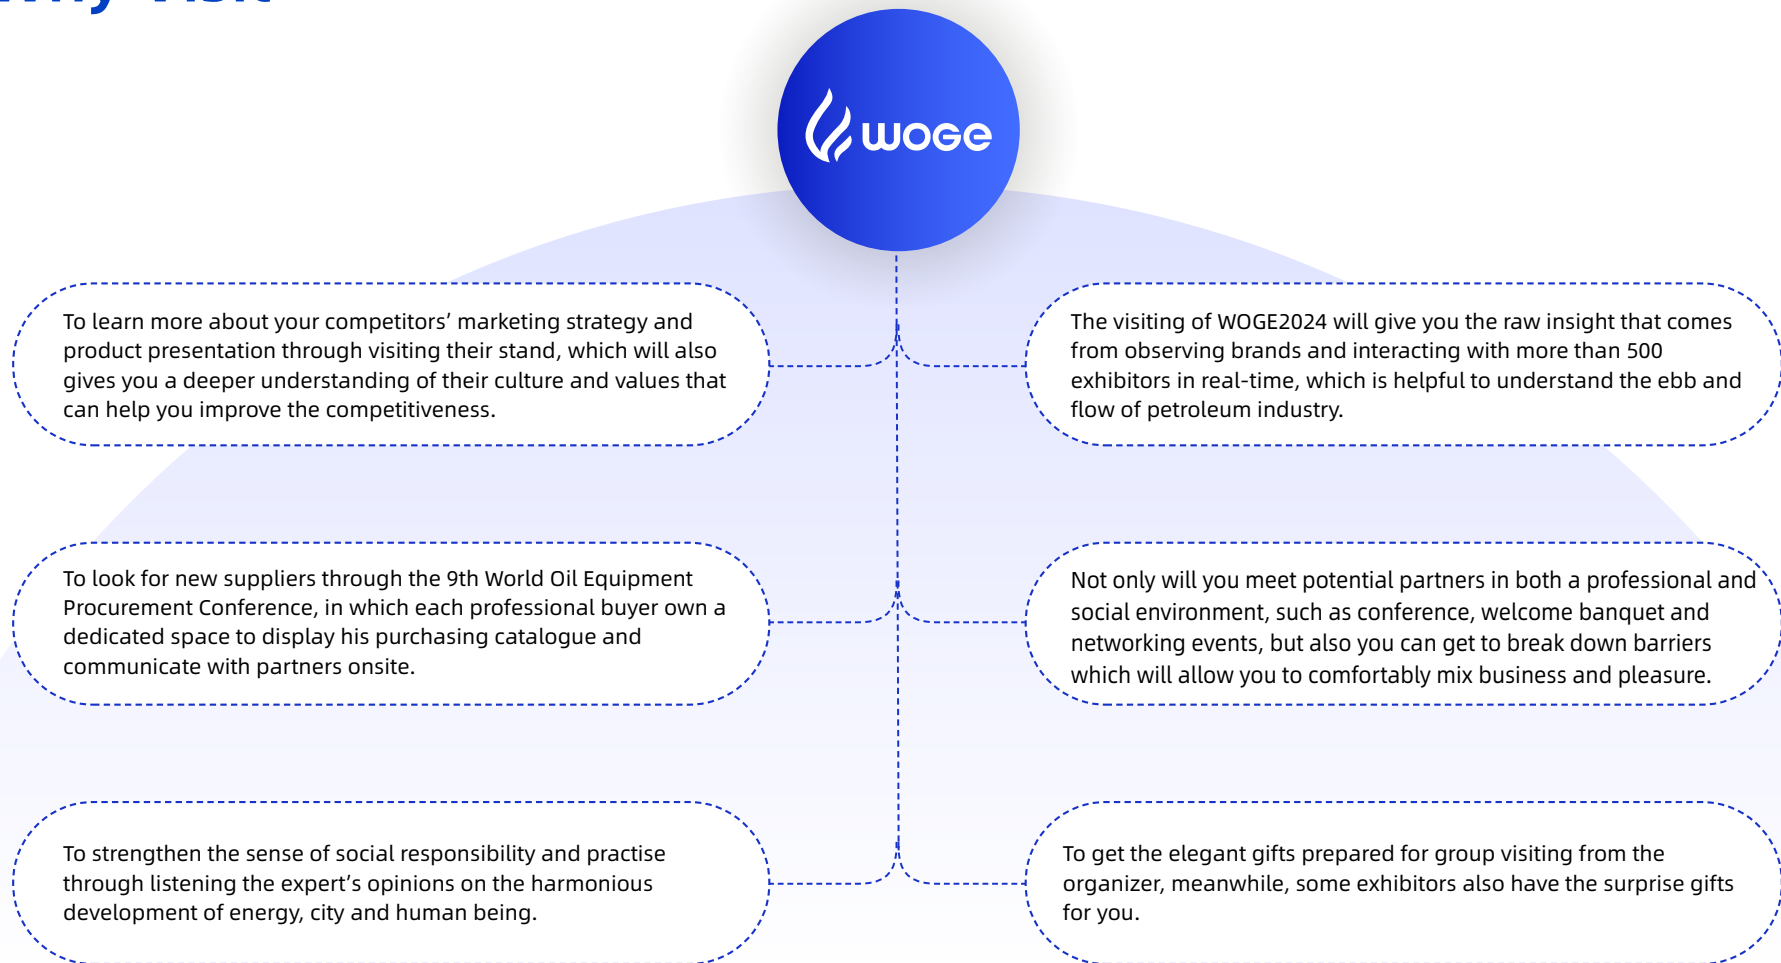 Why Visit
WOGE
To learn more about your competitors’ marketing strategy and
product presentation through visiting their stand, which will also
gives you a deeper understanding of their culture and values that
can help you improve the competitiveness.
The visiting of WOGE2024 will give you the raw insight that comes
from observing brands and interacting with more than 500
exhibitors in real-time, which is helpful to understand the ebb and
flow of petroleum industry.
To look for new suppliers through the 9th World Oil Equipment
Procurement Conference, in which each professional buyer own a
dedicated space to display his purchasing catalogue and
communicate with partners onsite.
Not only will you meet potential partners in both a professional and
social environment, such as conference, welcome banquet and
networking events, but also you can get to break down barriers
which will allow you to comfortably mix business and pleasure.
To strengthen the sense of social responsibility and practise
through listening the expert’s opinions on the harmonious
development of energy, city and human being.
To get the elegant gifts prepared for group visiting from the
organizer, meanwhile, some exhibitors also have the surprise gifts
for you.